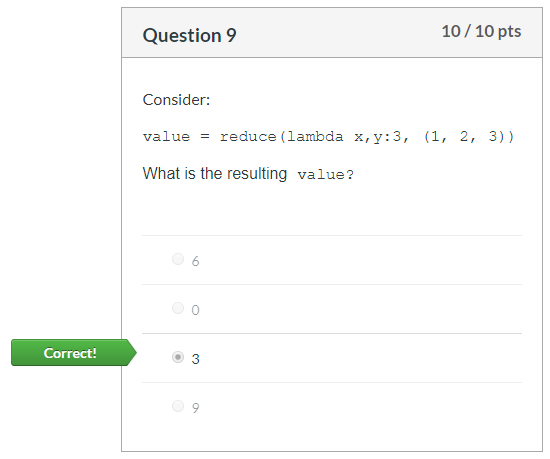 Question 9
10 / 10 pts
Consider:
value = reduce(lambda x,y:3, (1, 2, 3))
What is the resulting value?
6
0
Correct!
3
9